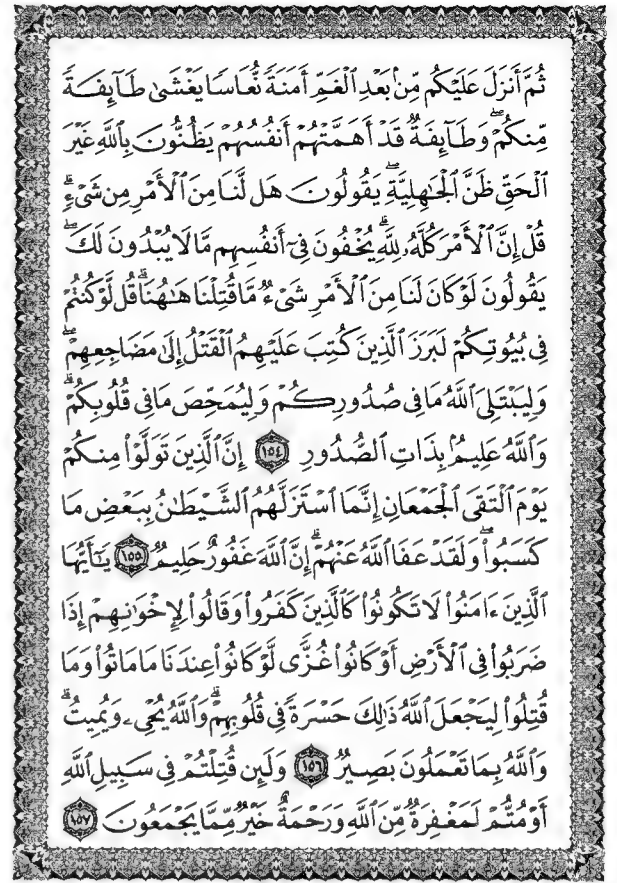 ثُمَّ أَنزَلَ عَلَيْكُم مِّنۢ بَعْدِ ٱلْغَمِّ أَمَنَةً نُّعَاسًا يَغْشَىٰ طَآئِفَةً
مِّنكُمْ ۖ وَطَآئِفَةٌ قَدْ أَهَمَّتْهُمْ أَنفُسُهُمْ يَظُنُّونَ بِٱللَّهِ غَيْرَ
ٱلْحَقِّ ظَنَّ ٱلْجَٰهِلِيَّةِ ۖ يَقُولُونَ هَل لَّنَا مِنَ ٱلْأَمْرِ مِن شَىْءٍ ۗ
قُلْ إِنَّ ٱلْأَمْرَ كُلَّهُۥ لِلَّهِ ۗ يُخْفُونَ فِىٓ أَنفُسِهِم مَّا لَا يُبْدُونَ لَكَ ۖ
يَقُولُونَ لَوْ كَانَ لَنَا مِنَ ٱلْأَمْرِ شَىْءٌ مَّا قُتِلْنَا هَٰهُنَا ۗ قُل لَّوْ كُنتُمْ
فِى بُيُوتِكُمْ لَبَرَزَ ٱلَّذِينَ كُتِبَ عَلَيْهِمُ ٱلْقَتْلُ إِلَىٰ مَضَاجِعِهِمْ ۖ
وَلِيَبْتَلِىَ ٱللَّهُ مَا فِى صُدُورِكُمْ وَلِيُمَحِّصَ مَا فِى قُلُوبِكُمْ ۗ
وَٱللَّهُ عَلِيمٌۢ بِذَاتِ ٱلصُّدُورِ ١٥٤ إِنَّ ٱلَّذِينَ تَوَلَّوْا۟ مِنكُمْ
يَوْمَ ٱلْتَقَى ٱلْجَمْعَانِ إِنَّمَا ٱسْتَزَلَّهُمُ ٱلشَّيْطَٰنُ بِبَعْضِ مَا
كَسَبُوا۟ ۖ وَلَقَدْ عَفَا ٱللَّهُ عَنْهُمْ ۗ إِنَّ ٱللَّهَ غَفُورٌ حَلِيمٌ ١٥٥ يَٰٓأَيُّهَا
ٱلَّذِينَ ءَامَنُوا۟ لَا تَكُونُوا۟ كَٱلَّذِينَ كَفَرُوا۟ وَقَالُوا۟ لِإِخْوَٰنِهِمْ إِذَا
ضَرَبُوا۟ فِى ٱلْأَرْضِ أَوْ كَانُوا۟ غُزًّى لَّوْ كَانُوا۟ عِندَنَا مَا مَاتُوا۟ وَمَا
قُتِلُوا۟ لِيَجْعَلَ ٱللَّهُ ذَٰلِكَ حَسْرَةً فِى قُلُوبِهِمْ ۗ وَٱللَّهُ يُحْىِۦ وَيُمِيتُ ۗ
وَٱللَّهُ بِمَا تَعْمَلُونَ بَصِيرٌ ١٥٦ وَلَئِن قُتِلْتُمْ فِى سَبِيلِ ٱللَّهِ
أَوْ مُتُّمْ لَمَغْفِرَةٌ مِّنَ ٱللَّهِ وَرَحْمَةٌ خَيْرٌ مِّمَّا يَجْمَعُونَ ١٥٧